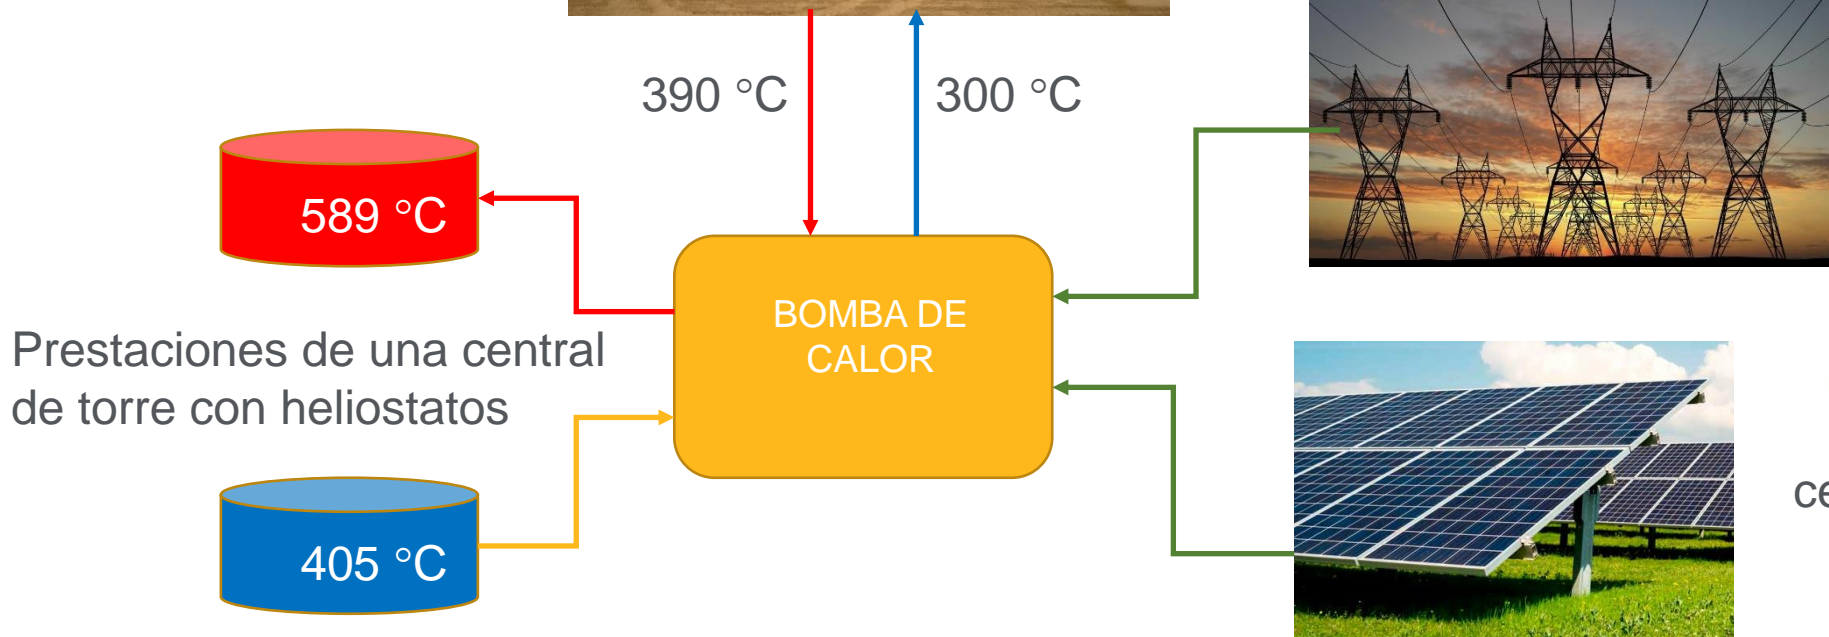 390 °C
300 °C
589 °C
BOMBA DE
CALOR
Prestaciones de una central
de torre con heliostatos
405 °C